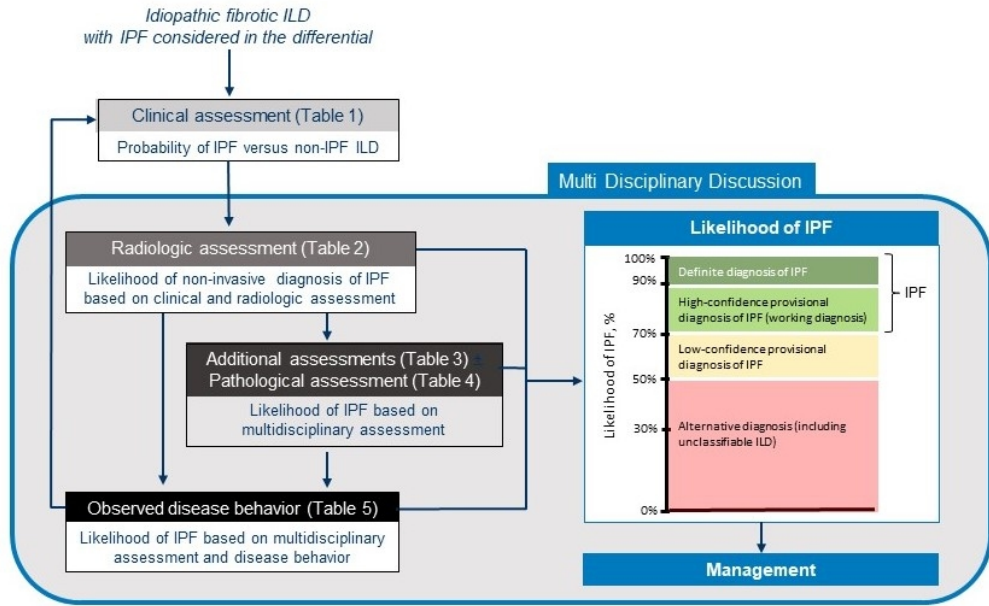 Idiopathic fibrotic ILD
with IPF considered in the differential
Clinical assessment (Table 1)
Probability of IPF versus non-IPF ILD
Multi Disciplinary Discussion
Radiologic assessment (Table 2)
Likelihood of non-invasive diagnosis of IPF
based on clinical and radiologic assessment
Additional assessments (Table 3) ±
Pathological assessment (Table 4)
Likelihood of IPF based on
multidisciplinary assessment
Observed disease behavior (Table 5)
Likelihood of IPF based on multidisciplinary
assessment and disease behavior
Likelihood of IPF
Likelihood of IPF, %
100%
90%
70%
50%
30%
0%
Definite diagnosis of IPF
High-confidence provisional
diagnosis of IPF (working diagnosis)
IPF
Low-confidence provisional
diagnosis of IPF
Alternative diagnosis (including
unclassifiable ILD)
Management